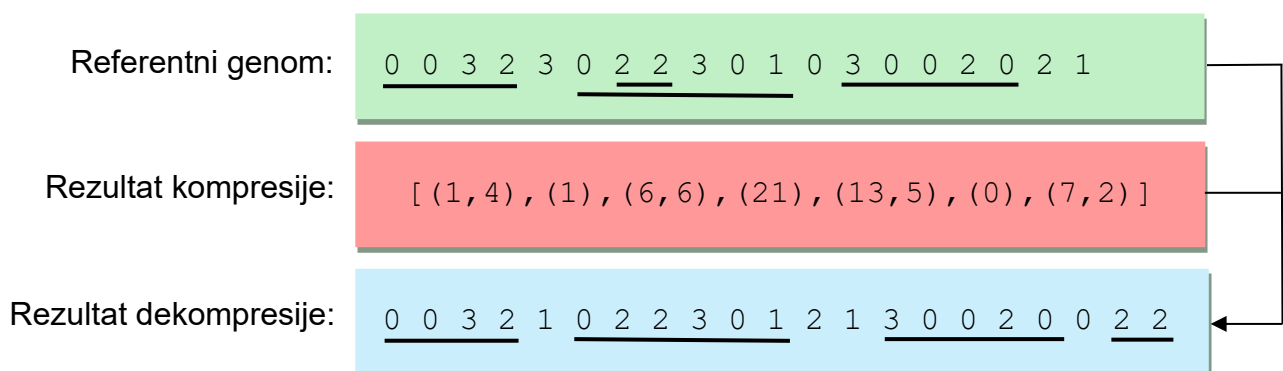 Referentni genom: 0 0 3 2 3 0 2 2 3 0 1 0 3 0 0 2 0 2 1
Rezultat kompresije: [(1,4),(1),(6,6),(21),(13,5),(0),(7,2)]
Rezultat dekompresije: 0 0 3 2 1 0 2 2 3 0 1 2 1 3 0 0 2 0 0 2 2